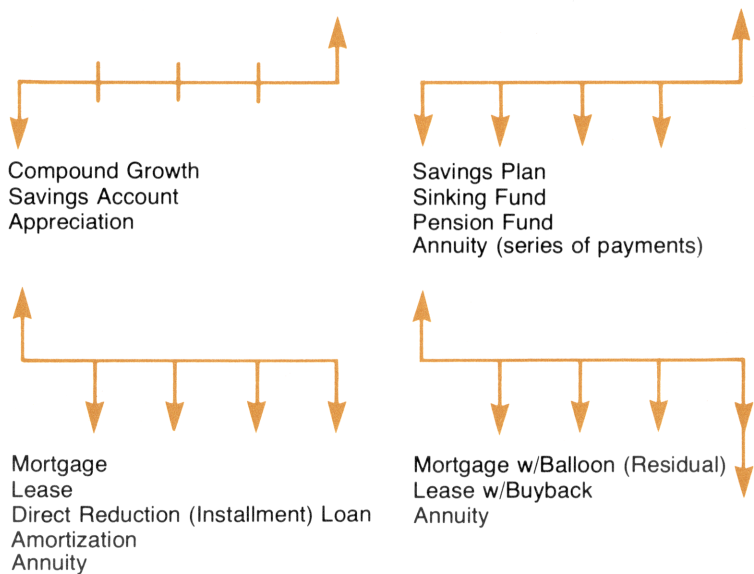 Compound Growth
Savings Account
Appreciation
Savings Plan
Sinking Fund
Pension Fund
Annuity (series of payments)
Mortgage
Lease
Direct Reduction (Installment) Loan
Amortization
Annuity
Mortgage w/Balloon (Residual)
Lease w/Buyback
Annuity